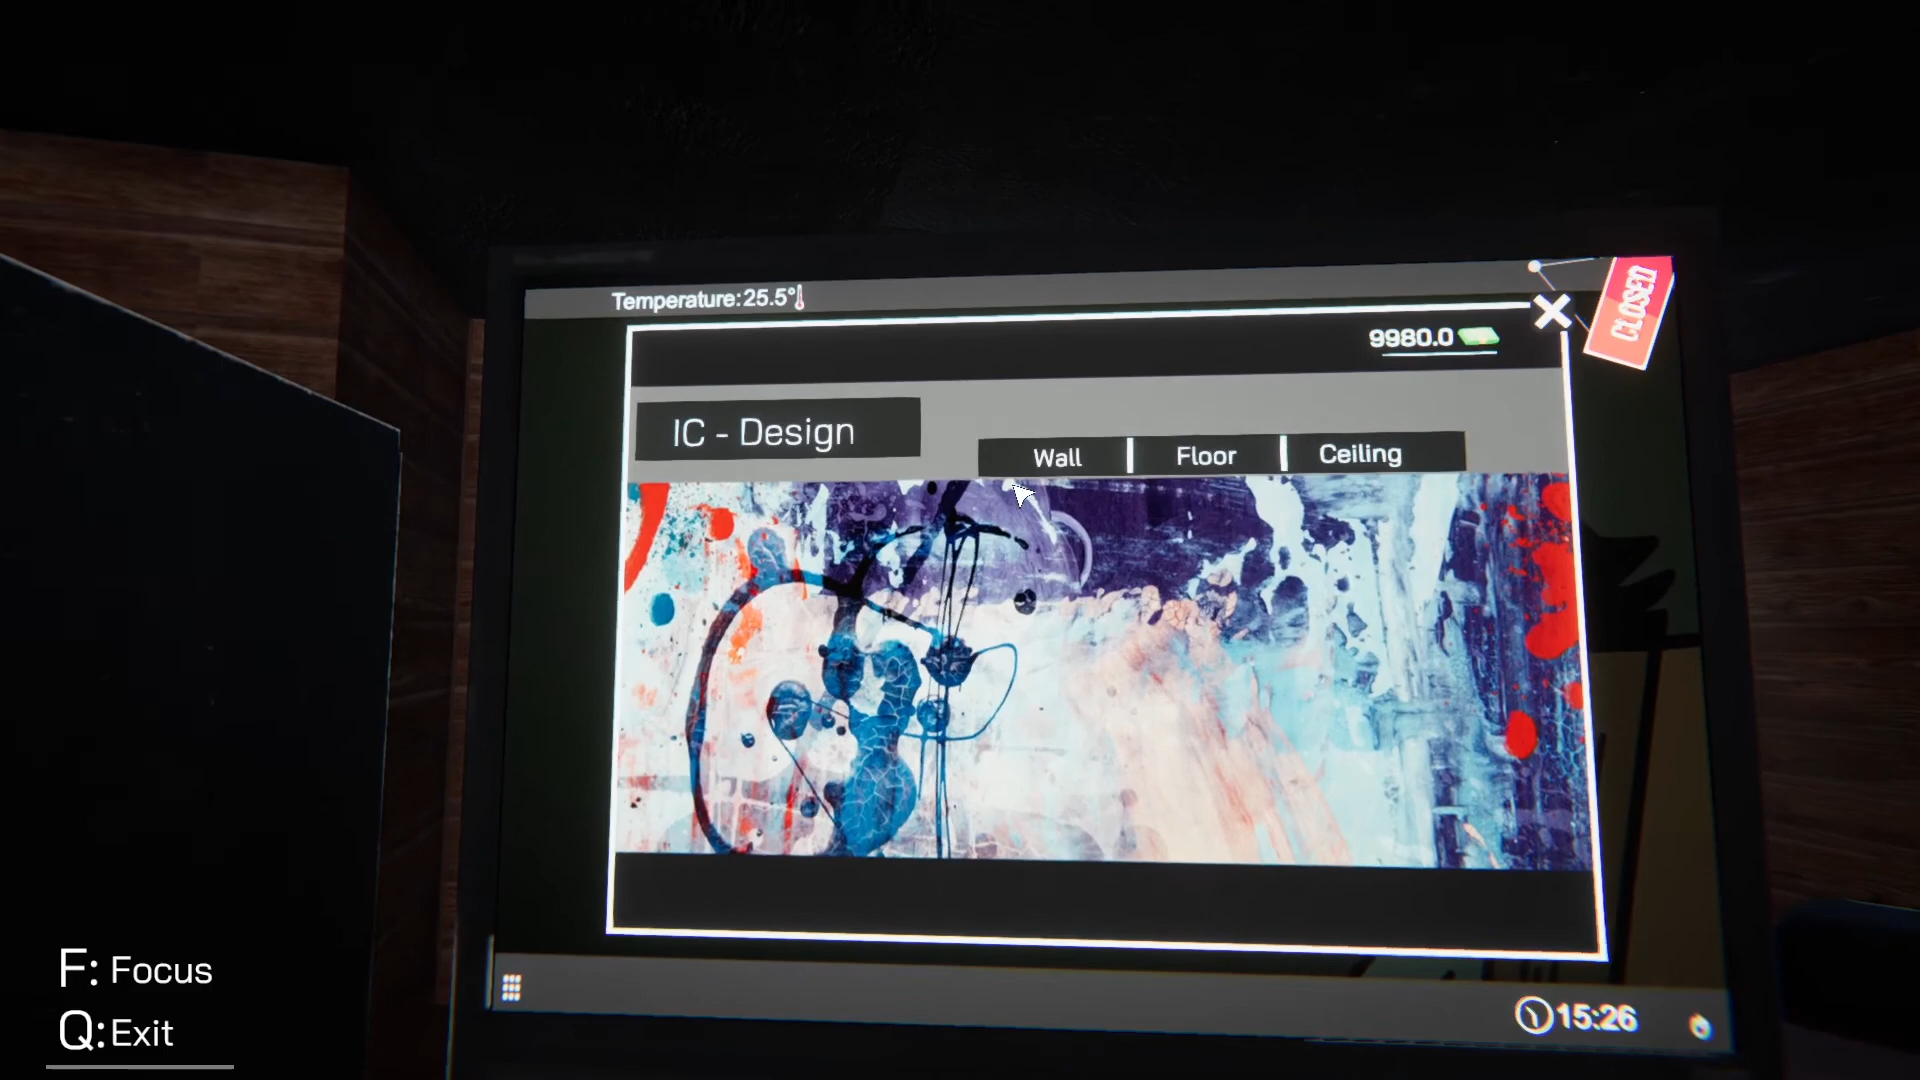 Temperature: 25.5°
CLOSED
9980.0
IC - Design
Wall
Floor
Ceiling
F: Focus
Q: Exit
15:26